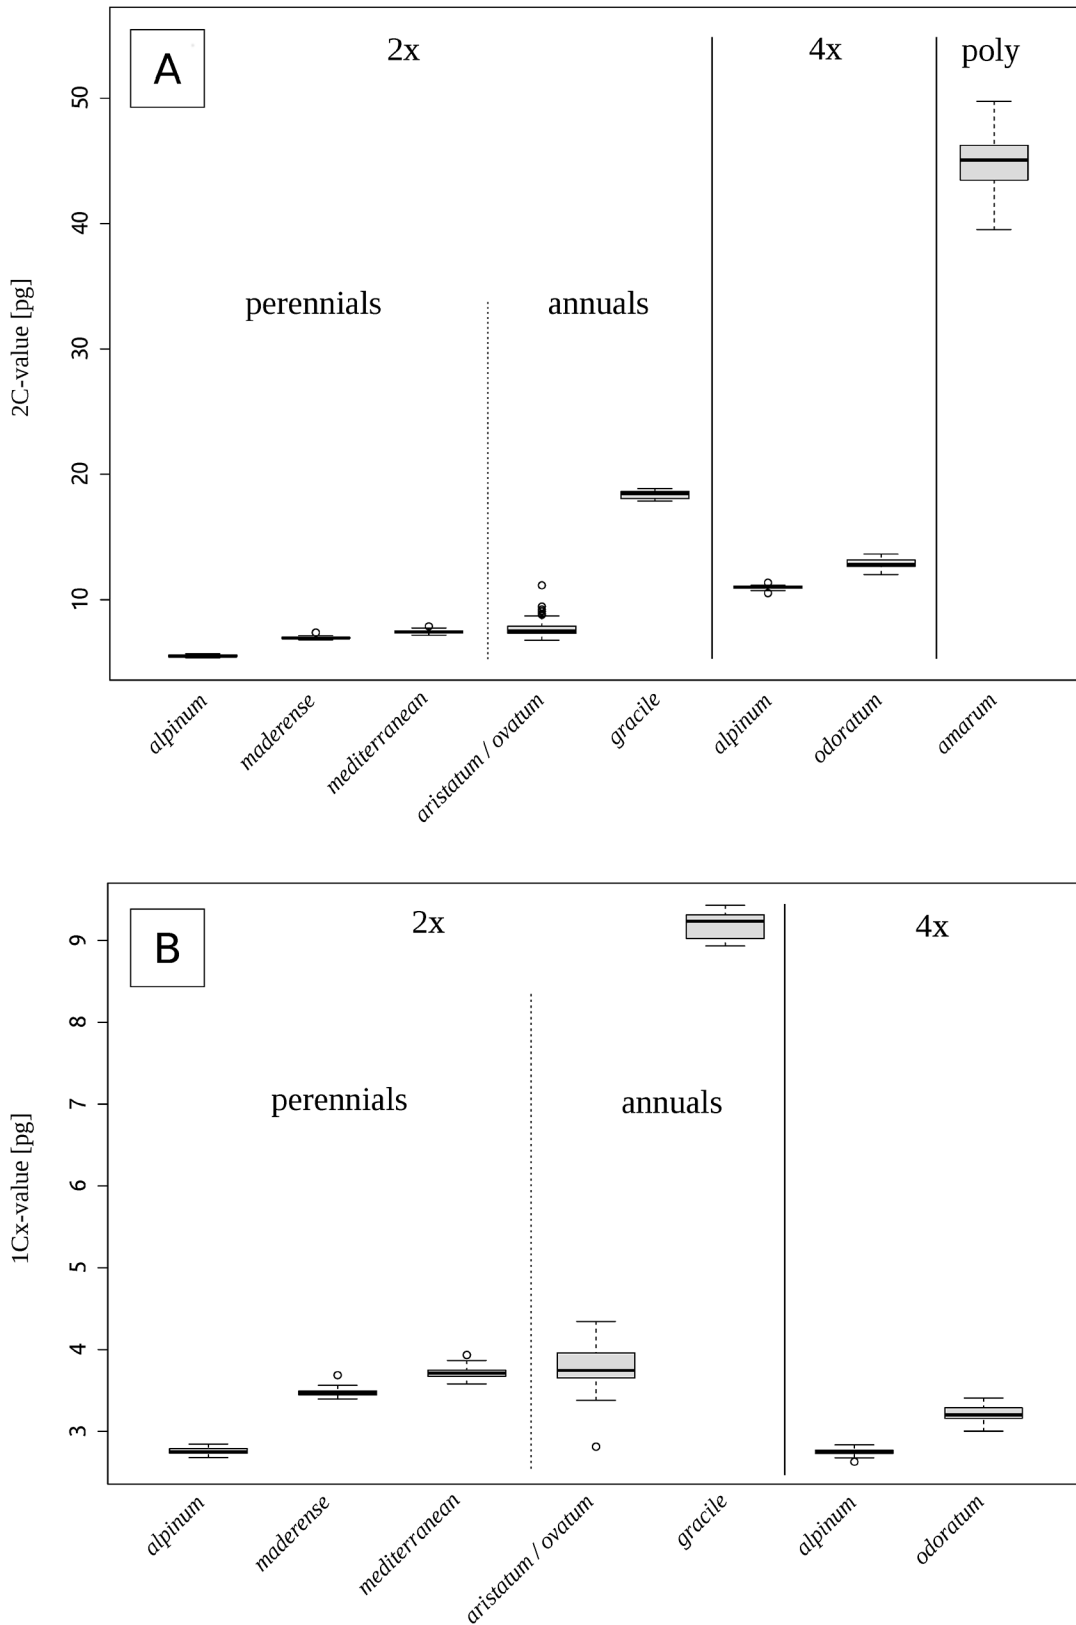 A
2x
4x
poly
perennials
annuals
2C-value [pg]
50
40
30
20
10
alpinum
maderense
mediterranean
aristatum / ovatum
gracile
alpinum
odoratum
amarum
B
2x
4x
perennials
annuals
1Cx-value [pg]
9
8
7
6
5
4
3
alpinum
maderense
mediterranean
aristatum / ovatum
gracile
alpinum
odoratum